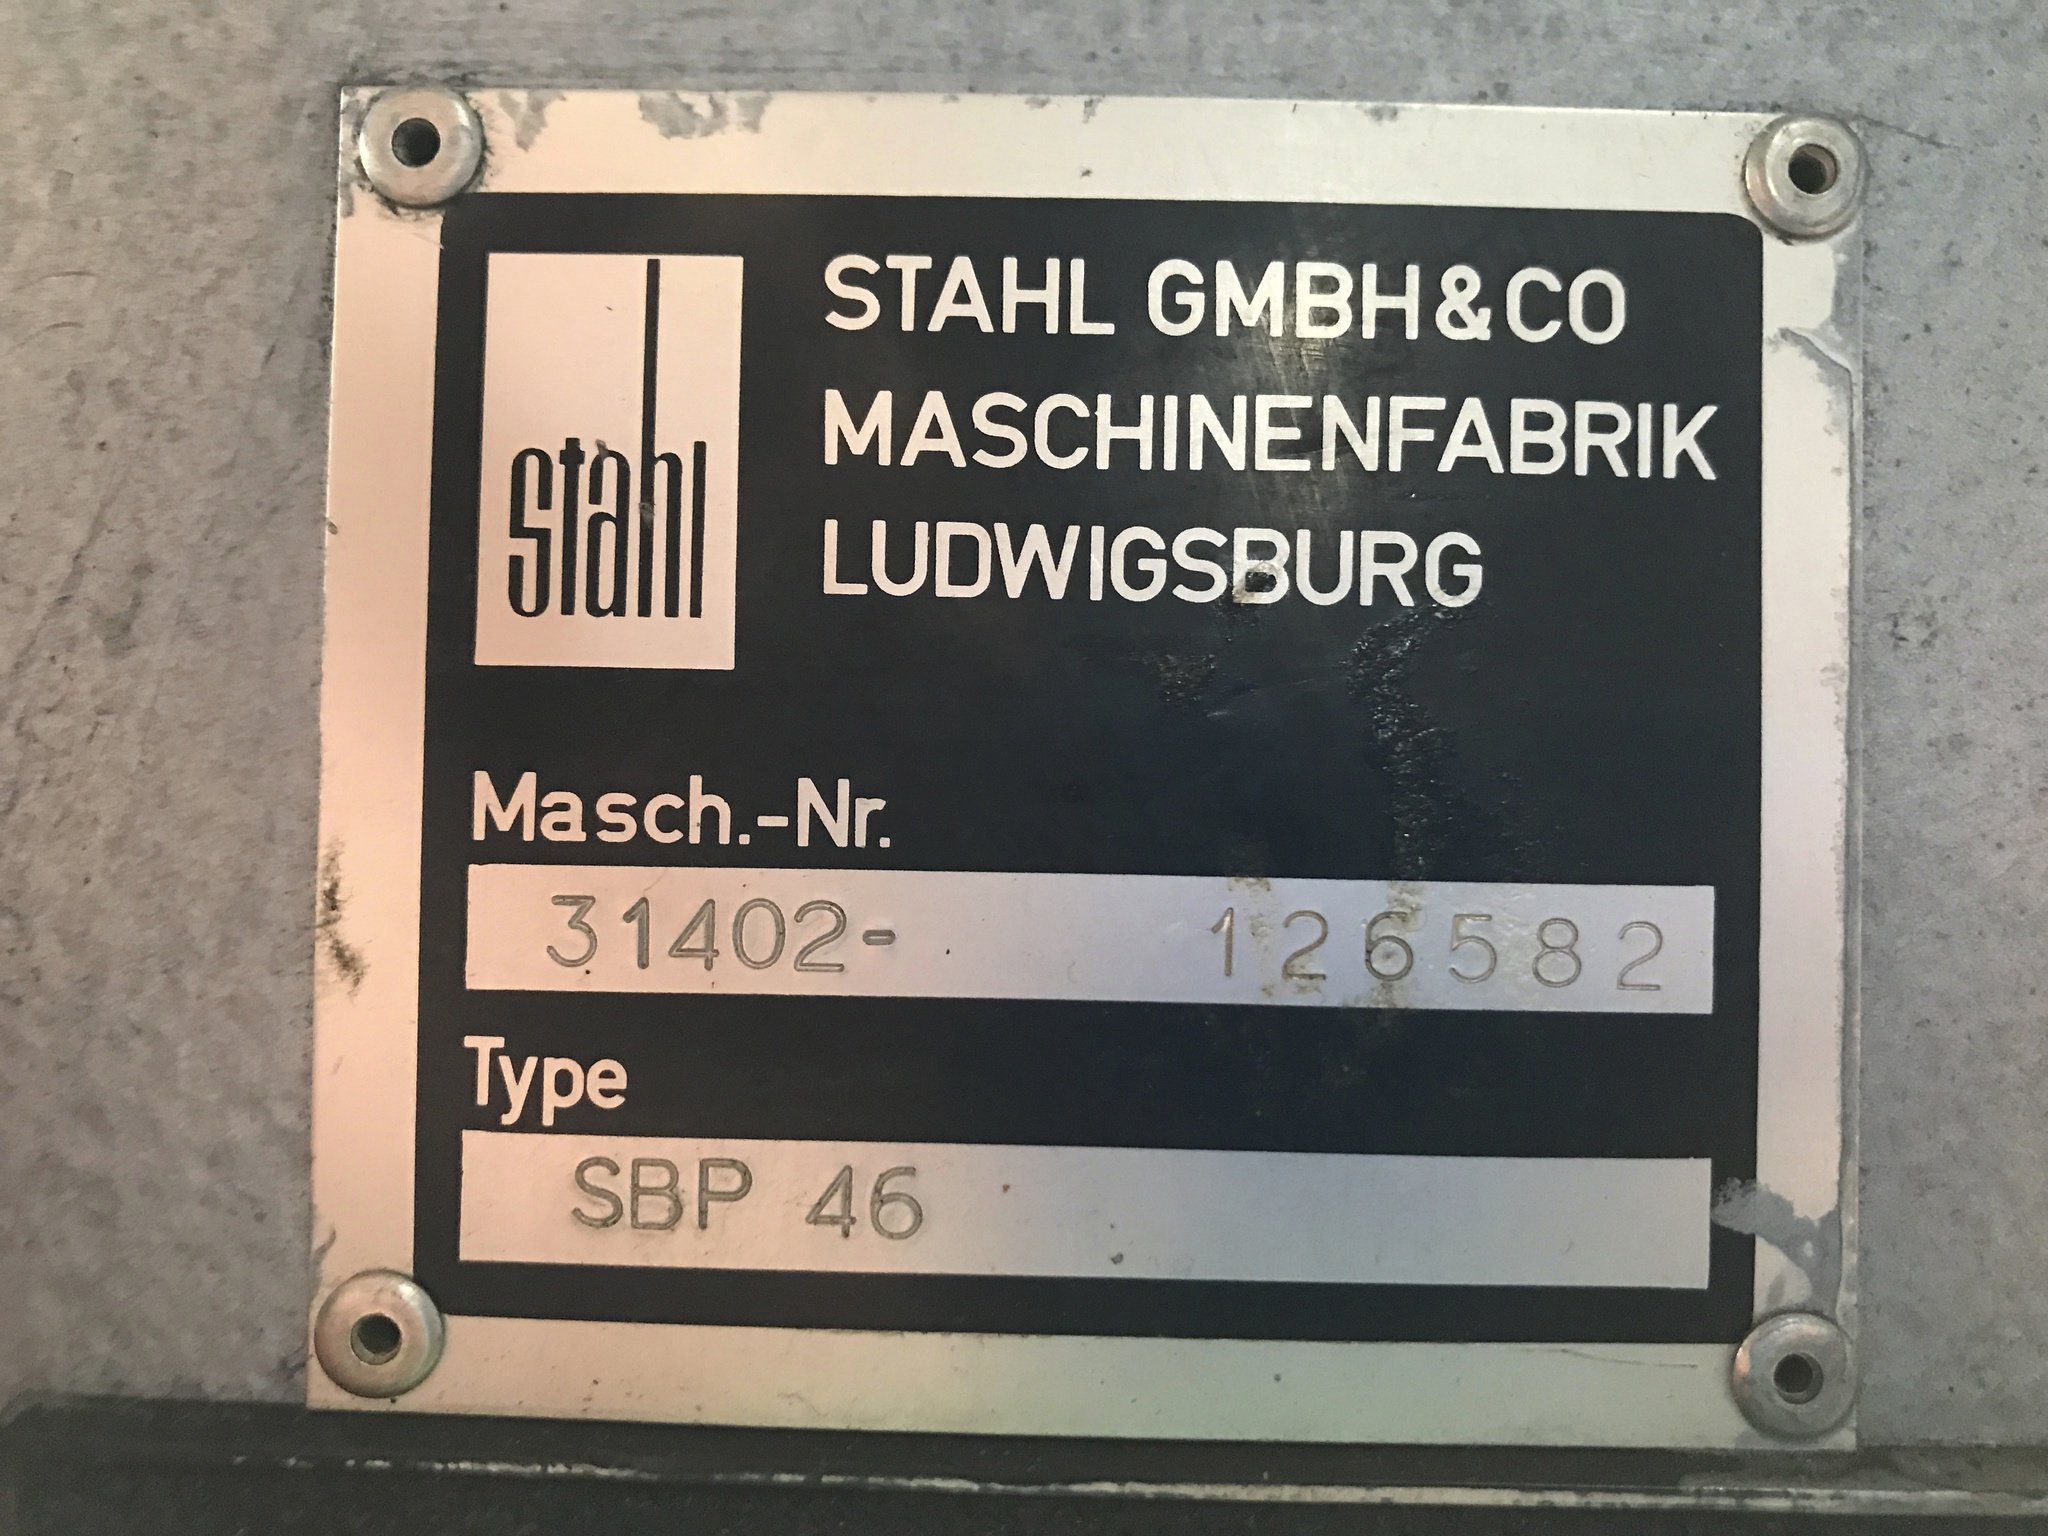 stahl
STAHL GMBH&CO
MASCHINENFABRIK
LUDWIGSBURG
Masch.-Nr.
31402- 126582
Type
SBP 46